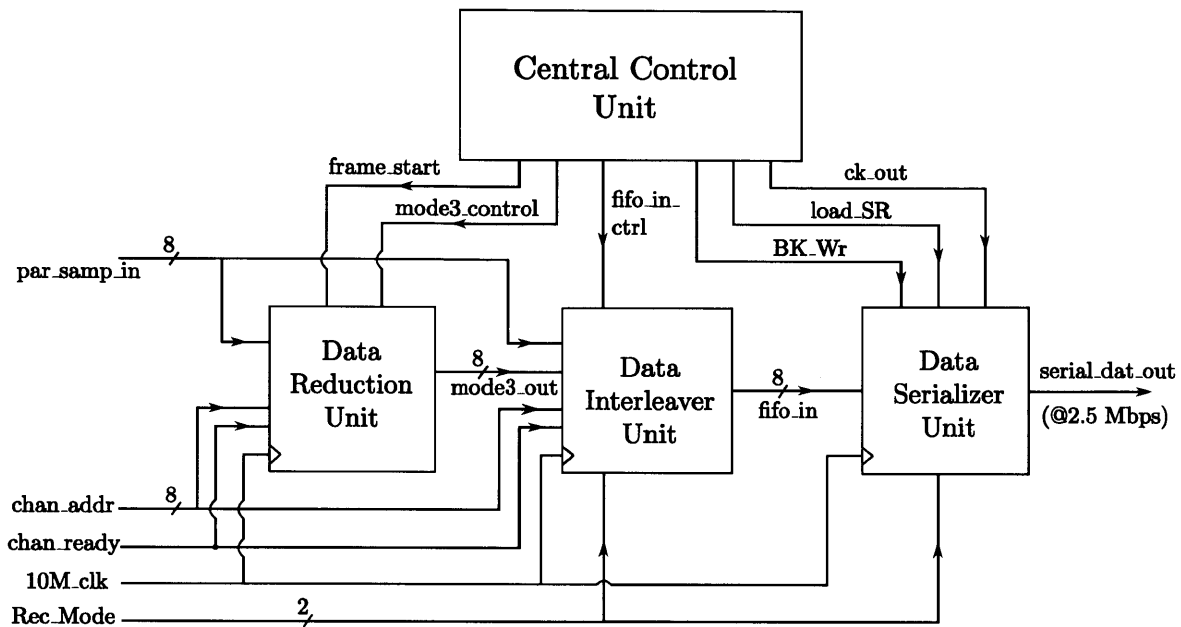 Central Control
Unit
frame_start
mode3_control
fifo_in_
ctrl
ck_out
load_SR
BK_Wr
8
par_samp_in
Data
Reduction
Unit
8
mode3_out
Data
Interleaver
Unit
8
fifo_in
Data
Serializer
Unit
serial_dat_out
(@2.5 Mbps)
chan_addr
8
chan_ready
10M_clk
Rec_Mode
2